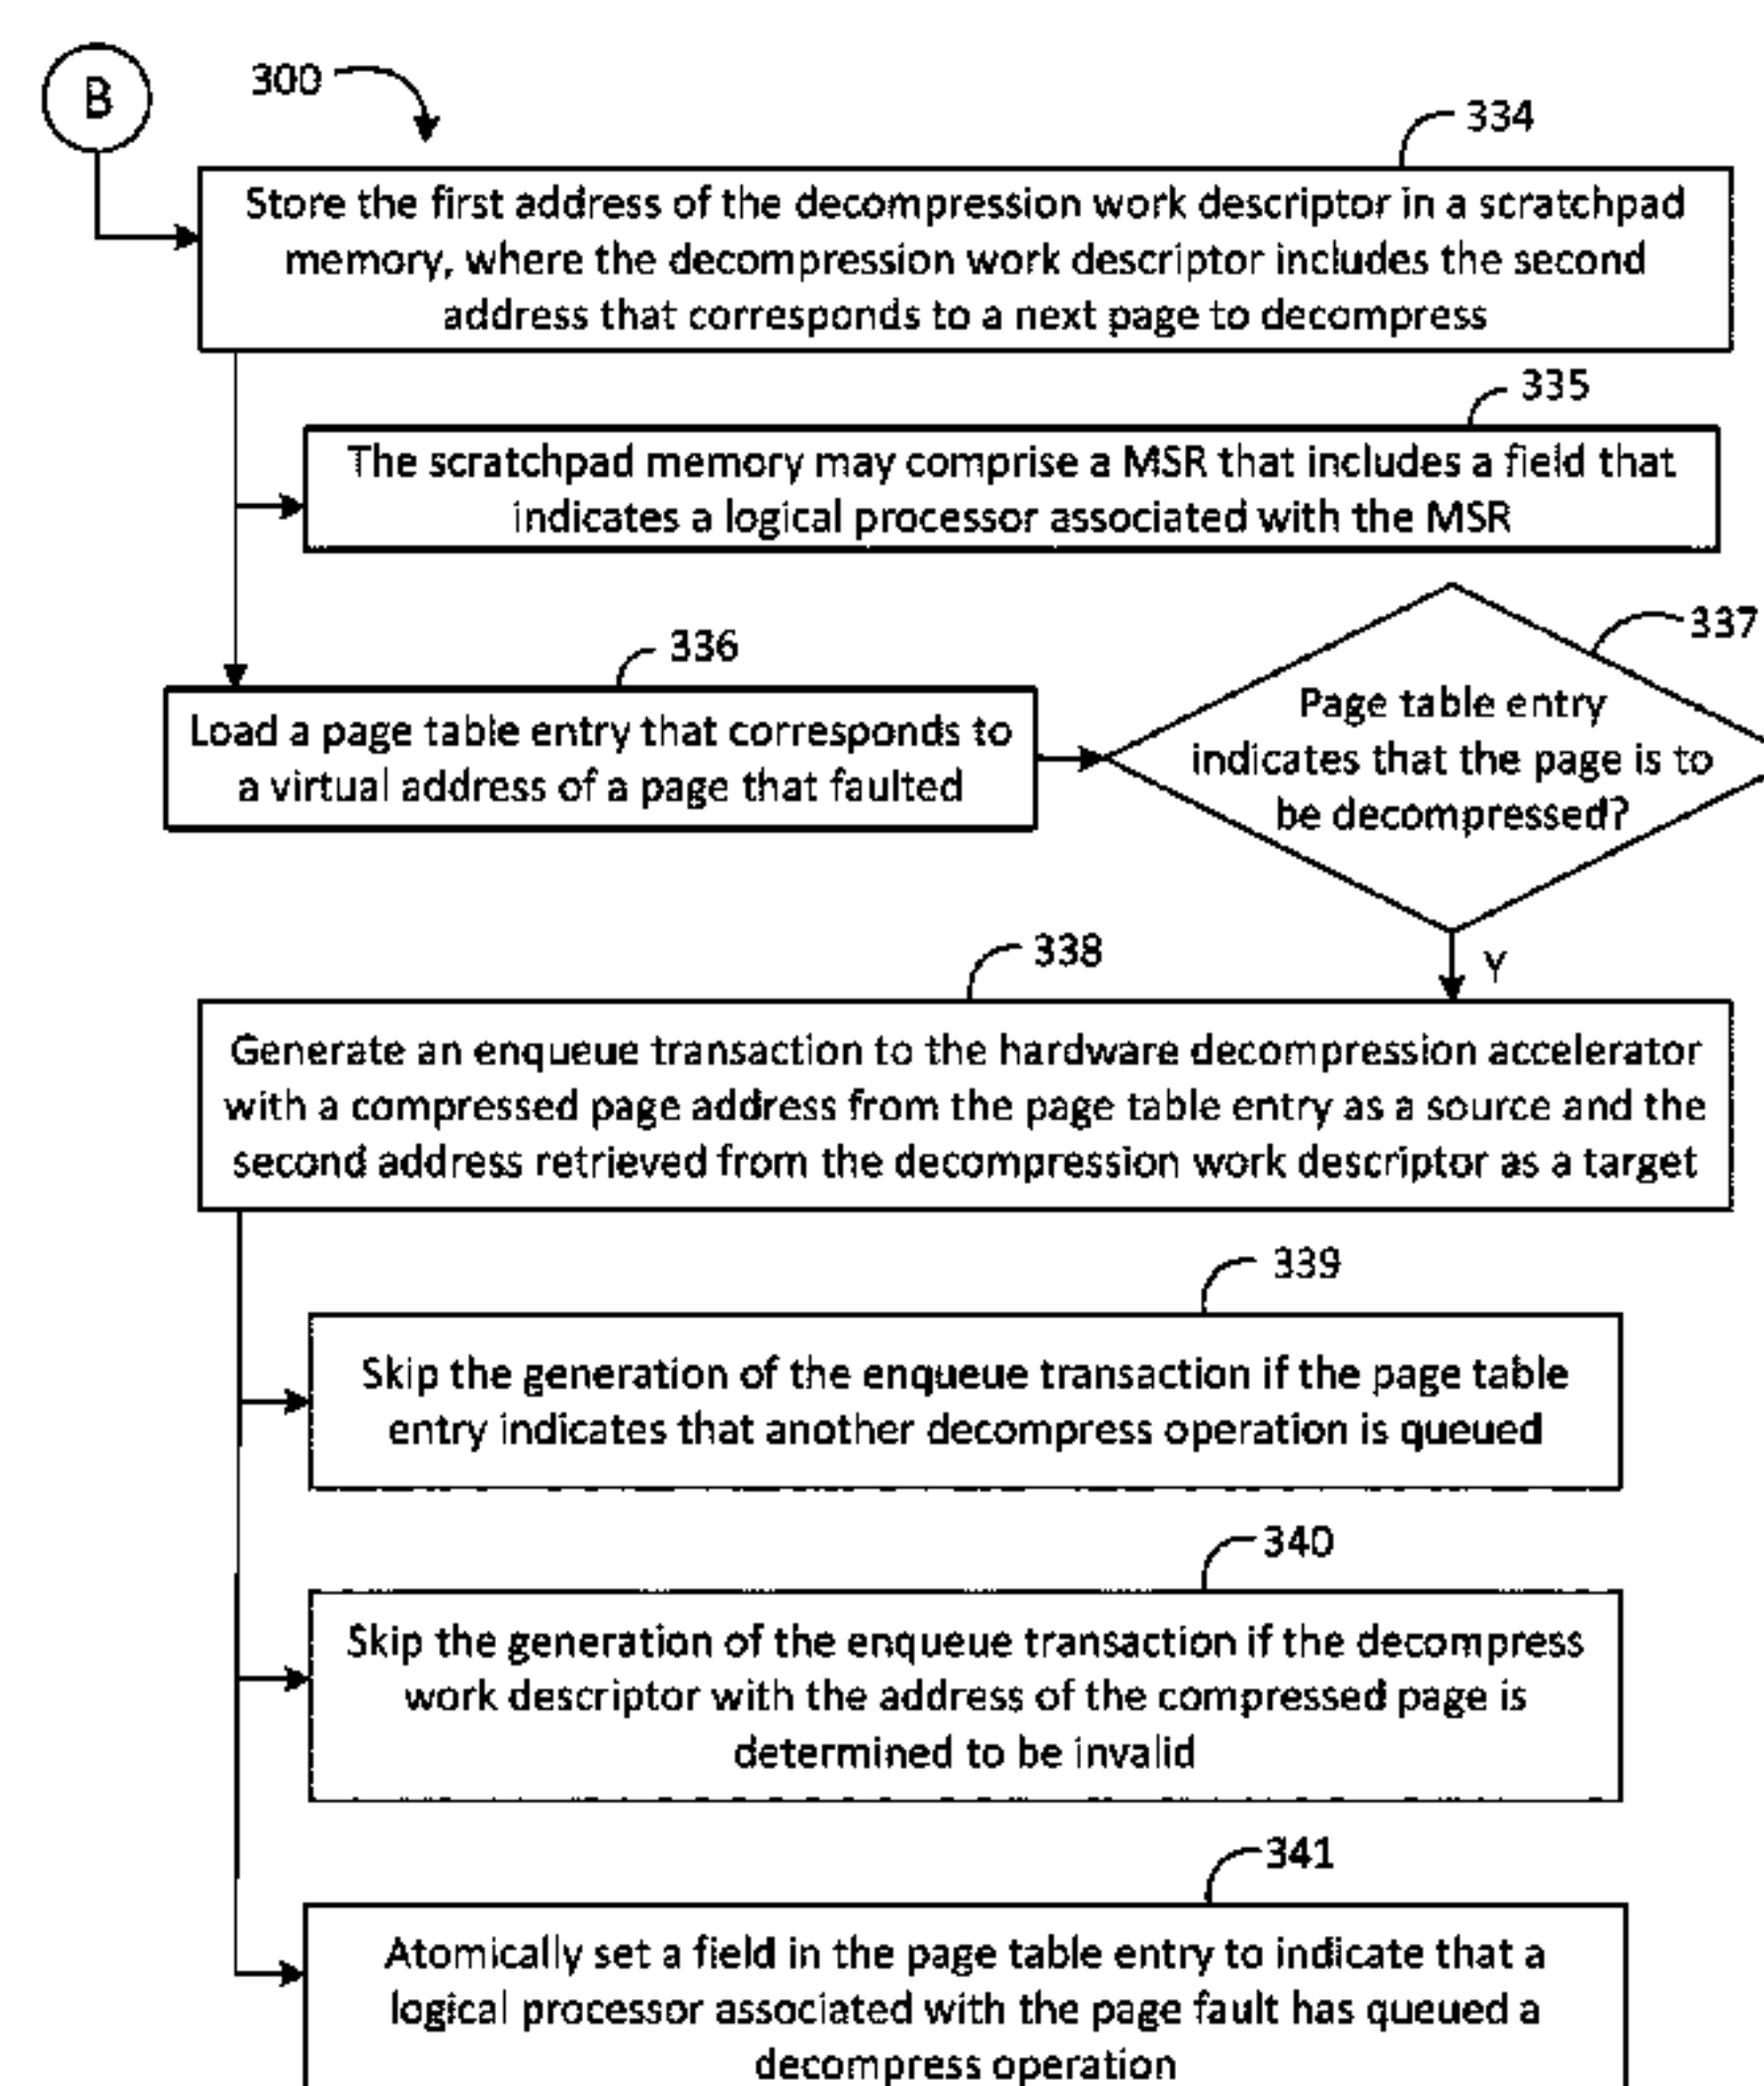 B
300
334
Store the first address of the decompression work descriptor in a scratchpad
memory, where the decompression work descriptor includes the second
address that corresponds to a next page to decompress
335
The scratchpad memory may comprise a MSR that includes a field that
indicates a logical processor associated with the MSR
336
337
Load a page table entry that corresponds to
a virtual address of a page that faulted
Page table entry
indicates that the page is to
be decompressed?
Y
338
Generate an enqueue transaction to the hardware decompression accelerator
with a compressed page address from the page table entry as a source and the
second address retrieved from the decompression work descriptor as a target
339
Skip the generation of the enqueue transaction if the page table
entry indicates that another decompress operation is queued
340
Skip the generation of the enqueue transaction if the decompress
work descriptor with the address of the compressed page is
determined to be invalid
341
Atomically set a field in the page table entry to indicate that a
logical processor associated with the page fault has queued a
decompress operation